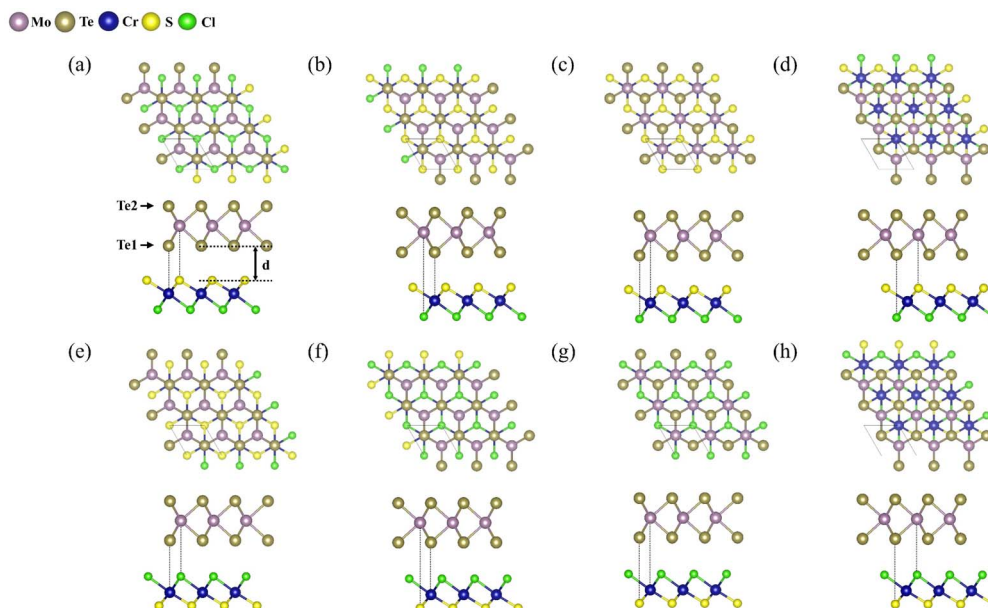 Mo Te Cr S Cl
(a) (b) (c) (d)
Te2
Te1
d
(e) (f) (g) (h)